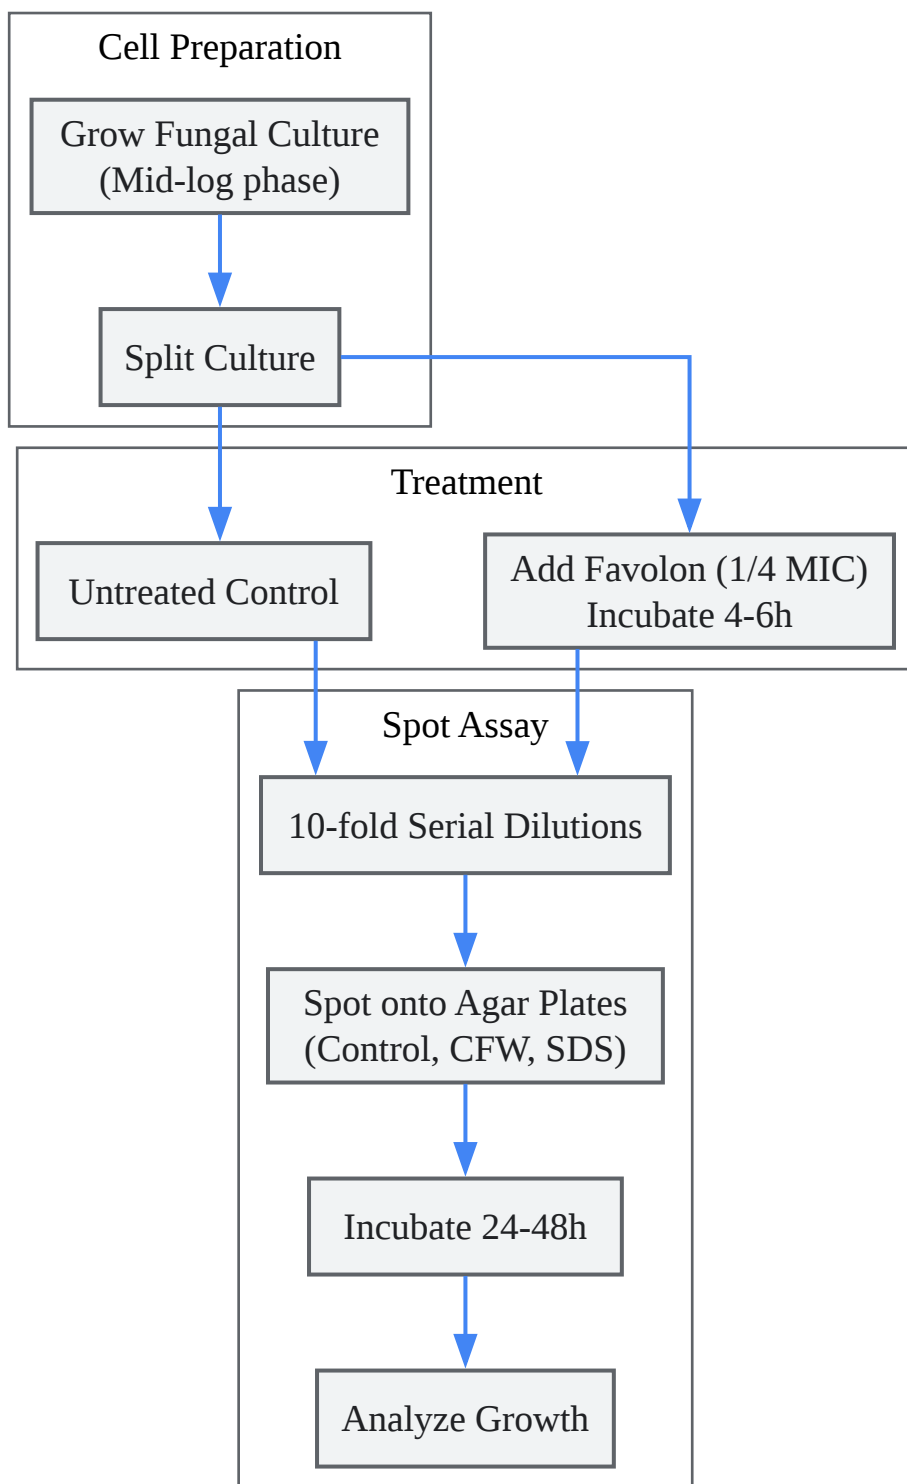 Cell Preparation
Grow Fungal Culture
(Mid-log phase)
Split Culture
Treatment
Untreated Control
Add Favolon (1/4 MIC)
Incubate 4-6h
Spot Assay
10-fold Serial Dilutions
Spot onto Agar Plates
(Control, CFW, SDS)
Incubate 24-48h
Analyze Growth